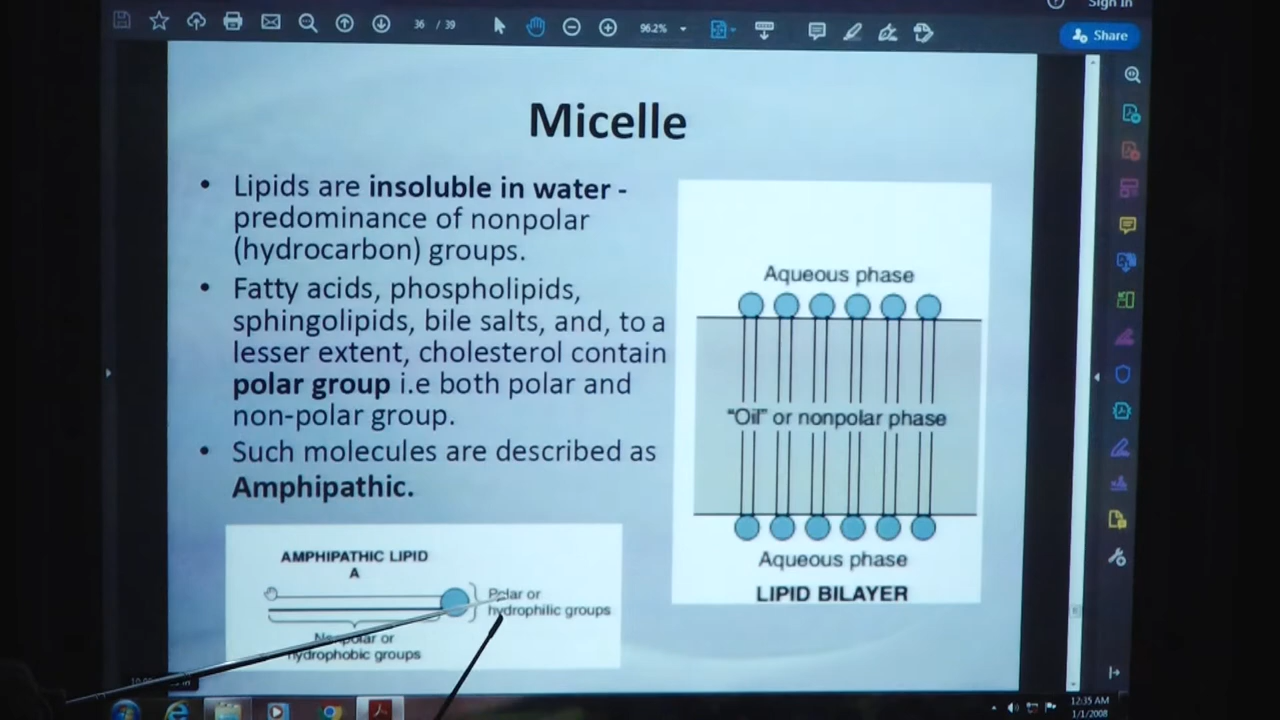 Sign In
36 / 39
96.2%
Share
Micelle
• Lipids are insoluble in water -
predominance of nonpolar
(hydrocarbon) groups.
• Fatty acids, phospholipids,
sphingolipids, bile salts, and, to a
lesser extent, cholesterol contain
polar group i.e both polar and
non-polar group.
• Such molecules are described as
Amphipathic.
AMPHIPATHIC LIPID
A
Polar or
hydrophilic groups
Nonpolar or
hydrophobic groups
Aqueous phase
"Oil" or nonpolar phase
Aqueous phase
LIPID BILAYER
12:35 AM
1/1/2008